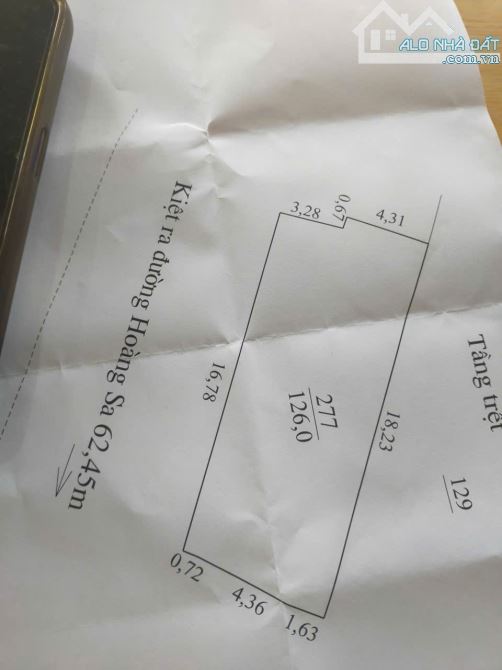 ALO NHÀ ĐẤT
.com.vn
Kiệt ra đường Hoàng Sa 62,45m
3,28
0,67
4,31
16,78
277
126,0
18,23
Tầng trệt
129
0,72
4,36
1,63